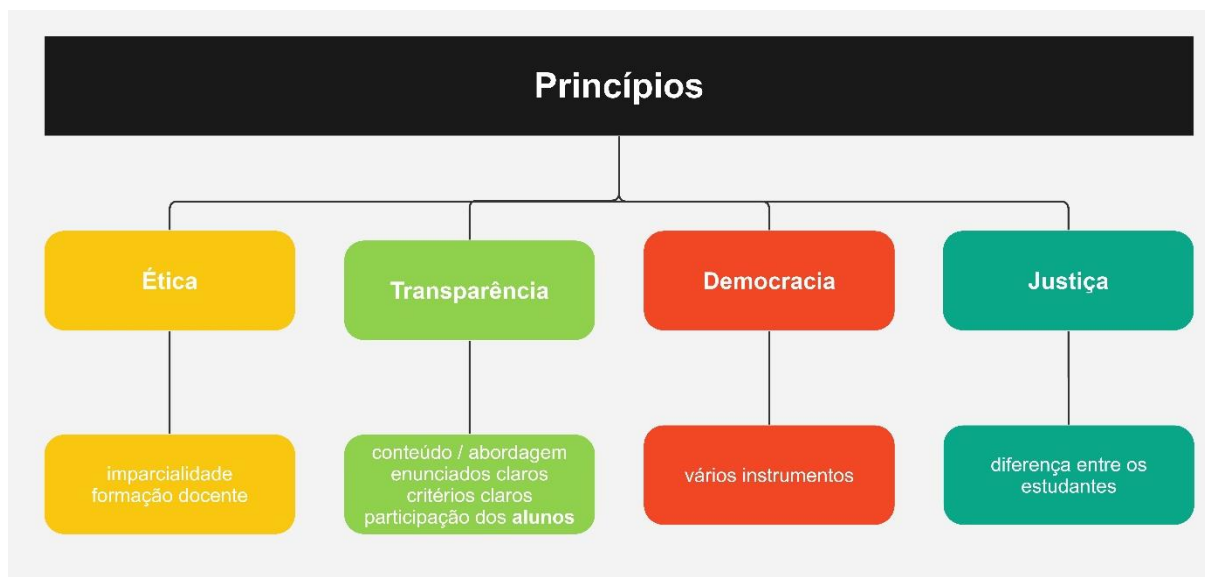 Princípios
Ética
Transparência
Democracia
Justiça
imparcialidade
formação docente
conteúdo / abordagem
enunciados claros
critérios claros
participação dos alunos
vários instrumentos
diferença entre os
estudantes